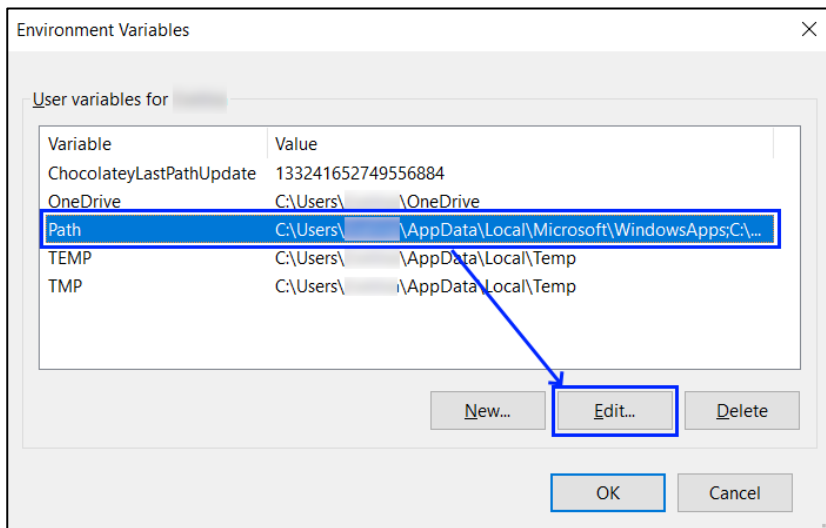 Environment Variables
User variables for
Variable Value
ChocolateyLastPathUpdate 133241652749556884
OneDrive C:\Users\ \OneDrive
Path C:\Users\ \AppData\Local\Microsoft\WindowsApps;C:\...
TEMP C:\Users\ \AppData\Local\Temp
TMP C:\Users\ \AppData\Local\Temp
New... Edit... Delete
OK Cancel